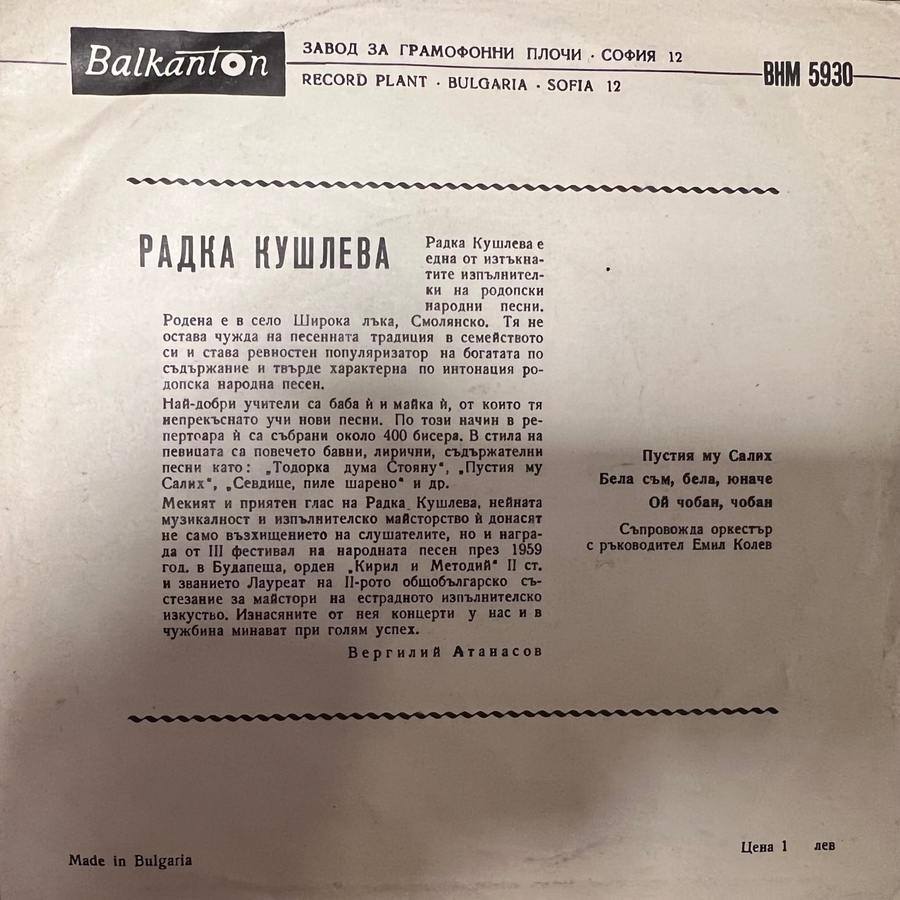 Balkanton
ЗАВОД ЗА ГРАМОФОННИ ПЛОЧИ · СОФИЯ 12
RECORD PLANT · BULGARIA · SOFIA 12
ВНМ 5930
РАДКА КУШЛЕВА
Радка Кушлева е
една от изтъкна-
тите изпълнител-
ки на родопски
народни песни.
Родена е в село Широка лъка, Смолянско. Тя не
остава чужда на песенната традиция в семейството
си и става ревностен популяризатор на богатата по
съдържание и твърде характерна по интонация ро-
допска народна песен.
Най-добри учители са баба ѝ и майка ѝ, от които тя
непрекъснато учи нови песни. По този начин в ре-
пертоара ѝ са събрани около 400 бисера. В стила на
певицата са повечето бавни, лирични, съдържателни
песни като: „Тодорка дума Стояну“, „Пустия му
Салих“, „Севдице, пиле шарено“ и др.
Мекият и приятен глас на Радка Кушлева, нейната
музикалност и изпълнителско майсторство ѝ донасят
не само възхищението на слушателите, но и награ-
да от III фестивал на народната песен през 1959
год. в Будапеща, орден „Кирил и Методий“ II ст.
и званието Лауреат на II-рото общобългарско съ-
стезание за майстори на естрадното изпълнителско
изкуство. Изнасяните от нея концерти у нас и в
чужбина минават при голям успех.
Вергилий Атанасов
Пустия му Салих
Бела съм, бела, юначе
Ой чобан, чобан
Съпровожда оркестър
с ръководител Емил Колев
Made in Bulgaria
Цена 1 лев